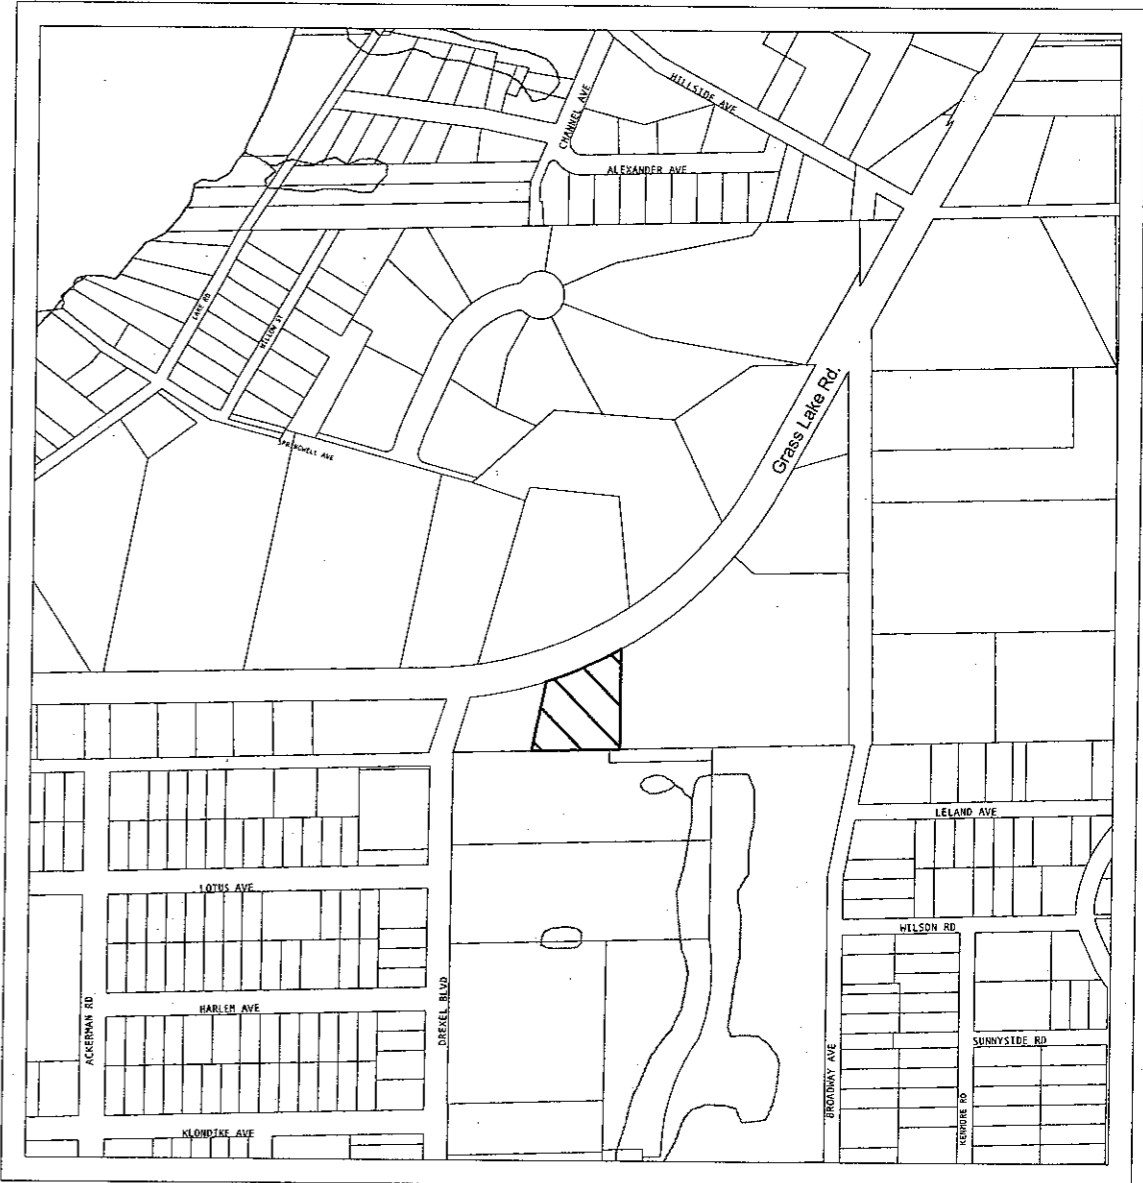 HILLSIDE AVE
CHANNEL AVE
ALEXANDER AVE
LAKE RD
WILLOW ST
Grass Lake Rd.
SPRINGWELL AVE
LELAND AVE
LOTUS AVE
WILSON RD
HARLEM AVE
ACKERMAN RD
DREXEL BLVD
SUNNYSIDE RD
BROADWAY AVE
KENMORE RD
KLONDIKE AVE